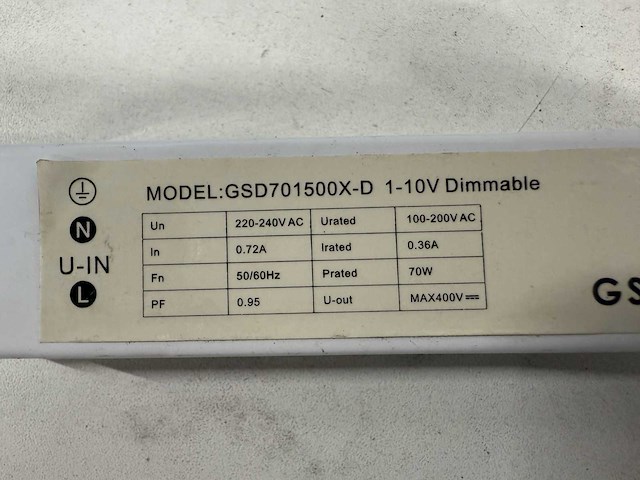 MODEL:GSD701500X-D 1-10V Dimmable
Un 220-240V AC Urated 100-200V AC
N
In 0.72A Irated 0.36A
U-IN
Fn 50/60Hz Prated 70W
L
PF 0.95 U-out MAX400V
GS